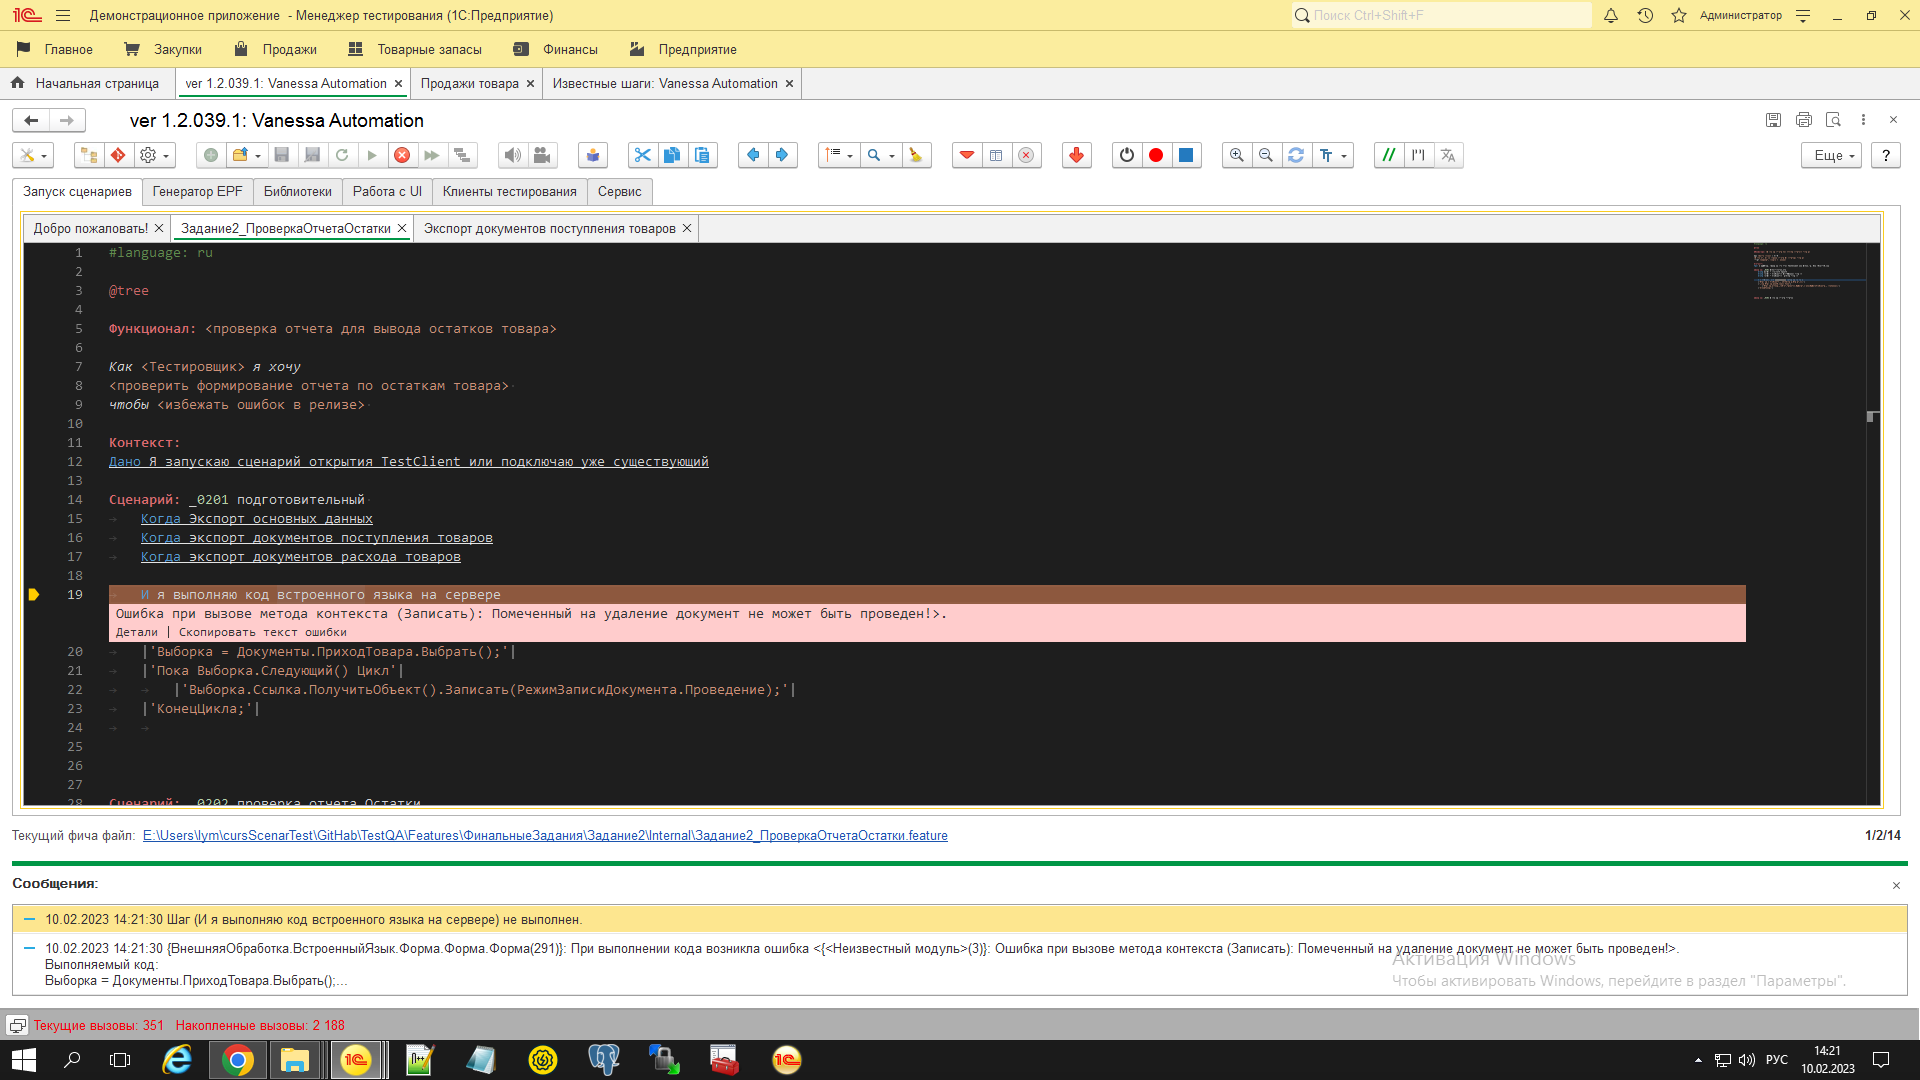 Демонстрационное приложение - Менеджер тестирования (1С:Предприятие)
Поиск Ctrl+Shift+F
Администратор
Главное
Закупки
Продажи
Товарные запасы
Финансы
Предприятие
Начальная страница
ver 1.2.039.1: Vanessa Automation
Продажи товара
Известные шаги: Vanessa Automation
ver 1.2.039.1: Vanessa Automation
Еще
?
Запуск сценариев
Генератор EPF
Библиотеки
Работа с UI
Клиенты тестирования
Сервис
Добро пожаловать!
Задание2_ПроверкаОтчетаОстатки
Экспорт документов поступления товаров
1 #language: ru
2
3 @tree
4
5 Функционал: <проверка отчета для вывода остатков товара>
6
7 Как <Тестировщик> я хочу
8 <проверить формирование отчета по остаткам товара>
9 чтобы <избежать ошибок в релизе>
10
11 Контекст:
12 Дано Я запускаю сценарий открытия TestClient или подключаю уже существующий
13
14 Сценарий: _0201 подготовительный
15 Когда Экспорт основных данных
16 Когда экспорт документов поступления товаров
17 Когда экспорт документов расхода товаров
18
19 И я выполняю код встроенного языка на сервере
Ошибка при вызове метода контекста (Записать): Помеченный на удаление документ не может быть проведен!>.
Детали | Скопировать текст ошибки
20 |'Выборка = Документы.ПриходТовара.Выбрать();'|
21 |'Пока Выборка.Следующий() Цикл'|
22 |'Выборка.Ссылка.ПолучитьОбъект().Записать(РежимЗаписиДокумента.Проведение);'|
23 |'КонецЦикла;'|
24
25
26
27
28 Сценарий: _0202 проверка отчета Остатки
Текущий фича файл: E:\Users\lym\cursScenarTest\GitHab\TestQA\Features\ФинальныеЗадания\Задание2\Internal\Задание2_ПроверкаОтчетаОстатки.feature
1/2/14
Сообщения:
10.02.2023 14:21:30 Шаг (И я выполняю код встроенного языка на сервере) не выполнен.
10.02.2023 14:21:30 {ВнешняяОбработка.ВстроенныйЯзык.Форма.Форма.Форма(291)}: При выполнении кода возникла ошибка <{<Неизвестный модуль>(3)}: Ошибка при вызове метода контекста (Записать): Помеченный на удаление документ не может быть проведен!>.
Выполняемый код:
Выборка = Документы.ПриходТовара.Выбрать();...
Активация Windows
Чтобы активировать Windows, перейдите в раздел "Параметры".
Текущие вызовы: 351 Накопленные вызовы: 2 188
РУС
14:21
10.02.2023